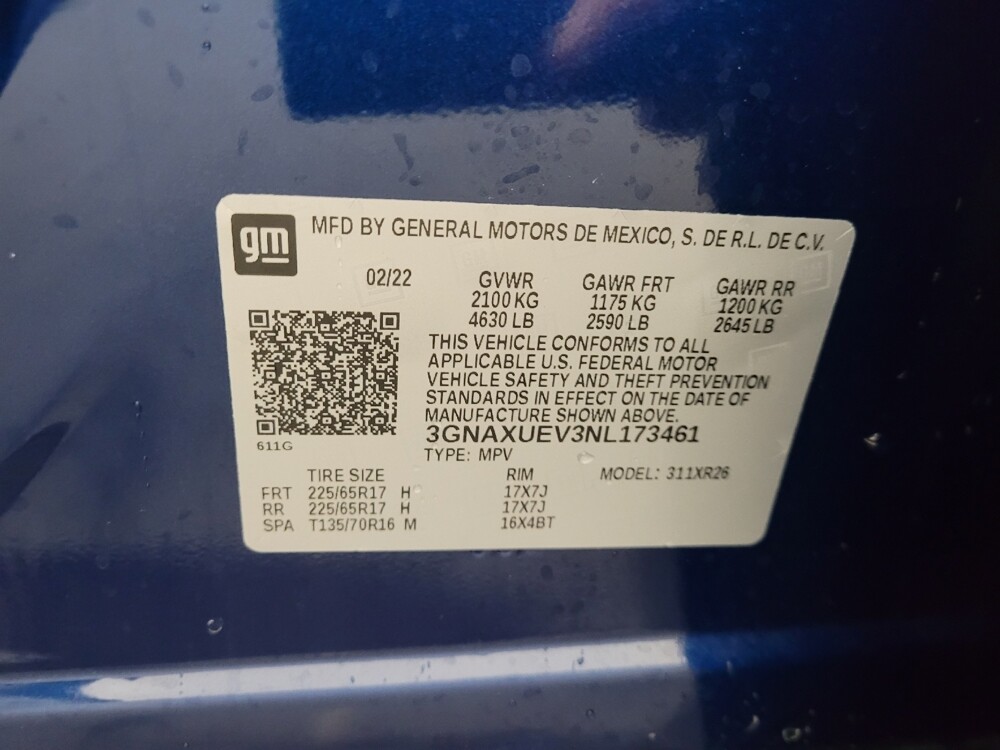 gm MFD BY GENERAL MOTORS DE MEXICO, S. DE R.L. DE C.V.
02/22 GVWR GAWR FRT GAWR RR
2100 KG 1175 KG 1200 KG
4630 LB 2590 LB 2645 LB
THIS VEHICLE CONFORMS TO ALL
APPLICABLE U.S. FEDERAL MOTOR
VEHICLE SAFETY AND THEFT PREVENTION
STANDARDS IN EFFECT ON THE DATE OF
MANUFACTURE SHOWN ABOVE.
3GNAXUEV3NL173461
611G TYPE: MPV
TIRE SIZE RIM MODEL: 311XR26
FRT 225/65R17 H 17X7J
RR 225/65R17 H 17X7J
SPA T135/70R16 M 16X4BT